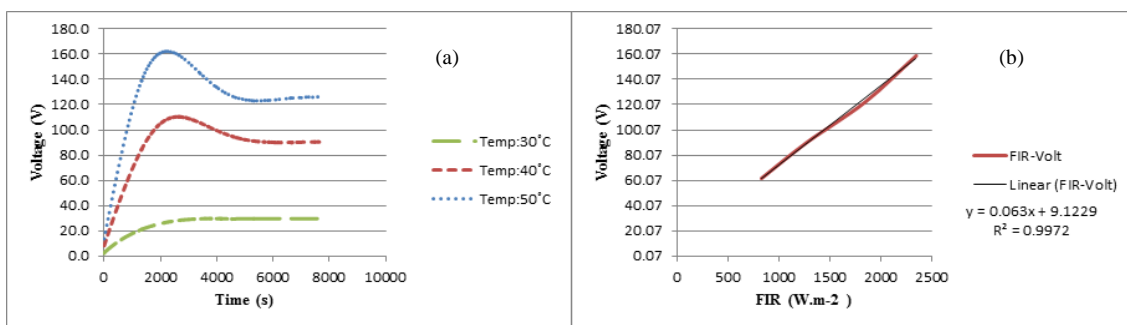 180.0
160.0
140.0
120.0
100.0
80.0
60.0
40.0
20.0
0.0
Voltage (V)
0 2000 4000 6000 8000 10000
Time (s)
(a)
Temp:30˚C
Temp:40˚C
Temp:50˚C
180.07
160.07
140.07
120.07
100.07
80.07
60.07
40.07
20.07
0.07
Voltage (V)
0 500 1000 1500 2000 2500
FIR (W.m-2 )
(b)
FIR-Volt
Linear (FIR-Volt)
y = 0.063x + 9.1229
R² = 0.9972